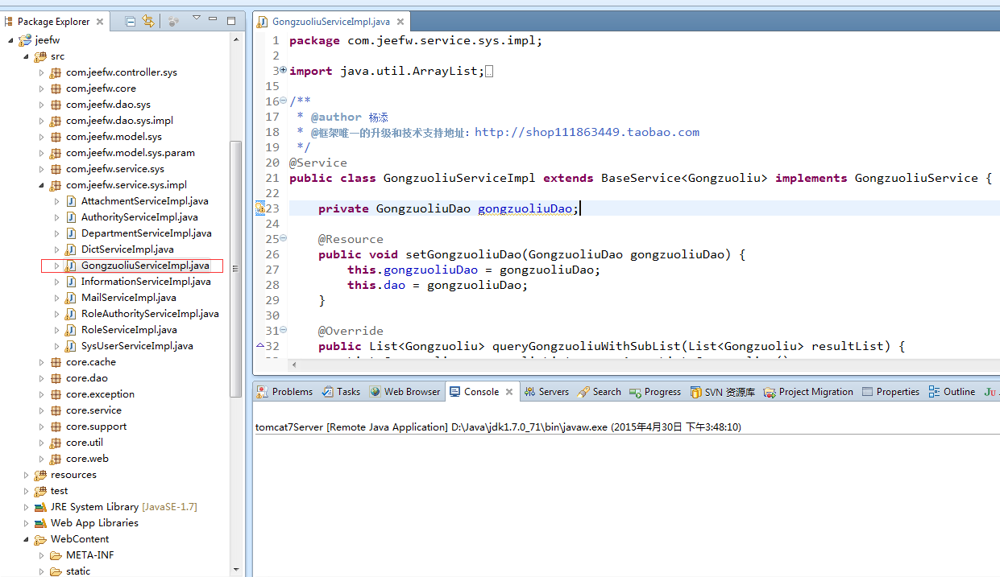 Package Explorer
jeefw
src
com.jeefw.controller.sys
com.jeefw.core
com.jeefw.dao.sys
com.jeefw.dao.sys.impl
com.jeefw.model.sys
com.jeefw.model.sys.param
com.jeefw.service.sys
com.jeefw.service.sys.impl
AttachmentServiceImpl.java
AuthorityServiceImpl.java
DepartmentServiceImpl.java
DictServiceImpl.java
GongzuoliuServiceImpl.java
InformationServiceImpl.java
MailServiceImpl.java
RoleAuthorityServiceImpl.java
RoleServiceImpl.java
SysUserServiceImpl.java
core.cache
core.dao
core.exception
core.service
core.support
core.util
core.web
resources
test
JRE System Library [JavaSE-1.7]
Web App Libraries
WebContent
META-INF
static
GongzuoliuServiceImpl.java
1 package com.jeefw.service.sys.impl;
2
3 import java.util.ArrayList;
15
16 /**
17 * @author 杨添
18 * @框架唯一的升级和技术支持地址：http://shop111863449.taobao.com
19 */
20 @Service
21 public class GongzuoliuServiceImpl extends BaseService<Gongzuoliu> implements GongzuoliuService {
22
23 private GongzuoliuDao gongzuoliuDao;
24
25 @Resource
26 public void setGongzuoliuDao(GongzuoliuDao gongzuoliuDao) {
27 this.gongzuoliuDao = gongzuoliuDao;
28 this.dao = gongzuoliuDao;
29 }
30
31 @Override
32 public List<Gongzuoliu> queryGongzuoliuWithSubList(List<Gongzuoliu> resultList) {
Problems Tasks Web Browser Console Servers Search Progress SVN 资源库 Project Migration Properties Outline Ju
tomcat7Server [Remote Java Application] D:\Java\jdk1.7.0_71\bin\javaw.exe (2015年4月30日 下午3:48:10)